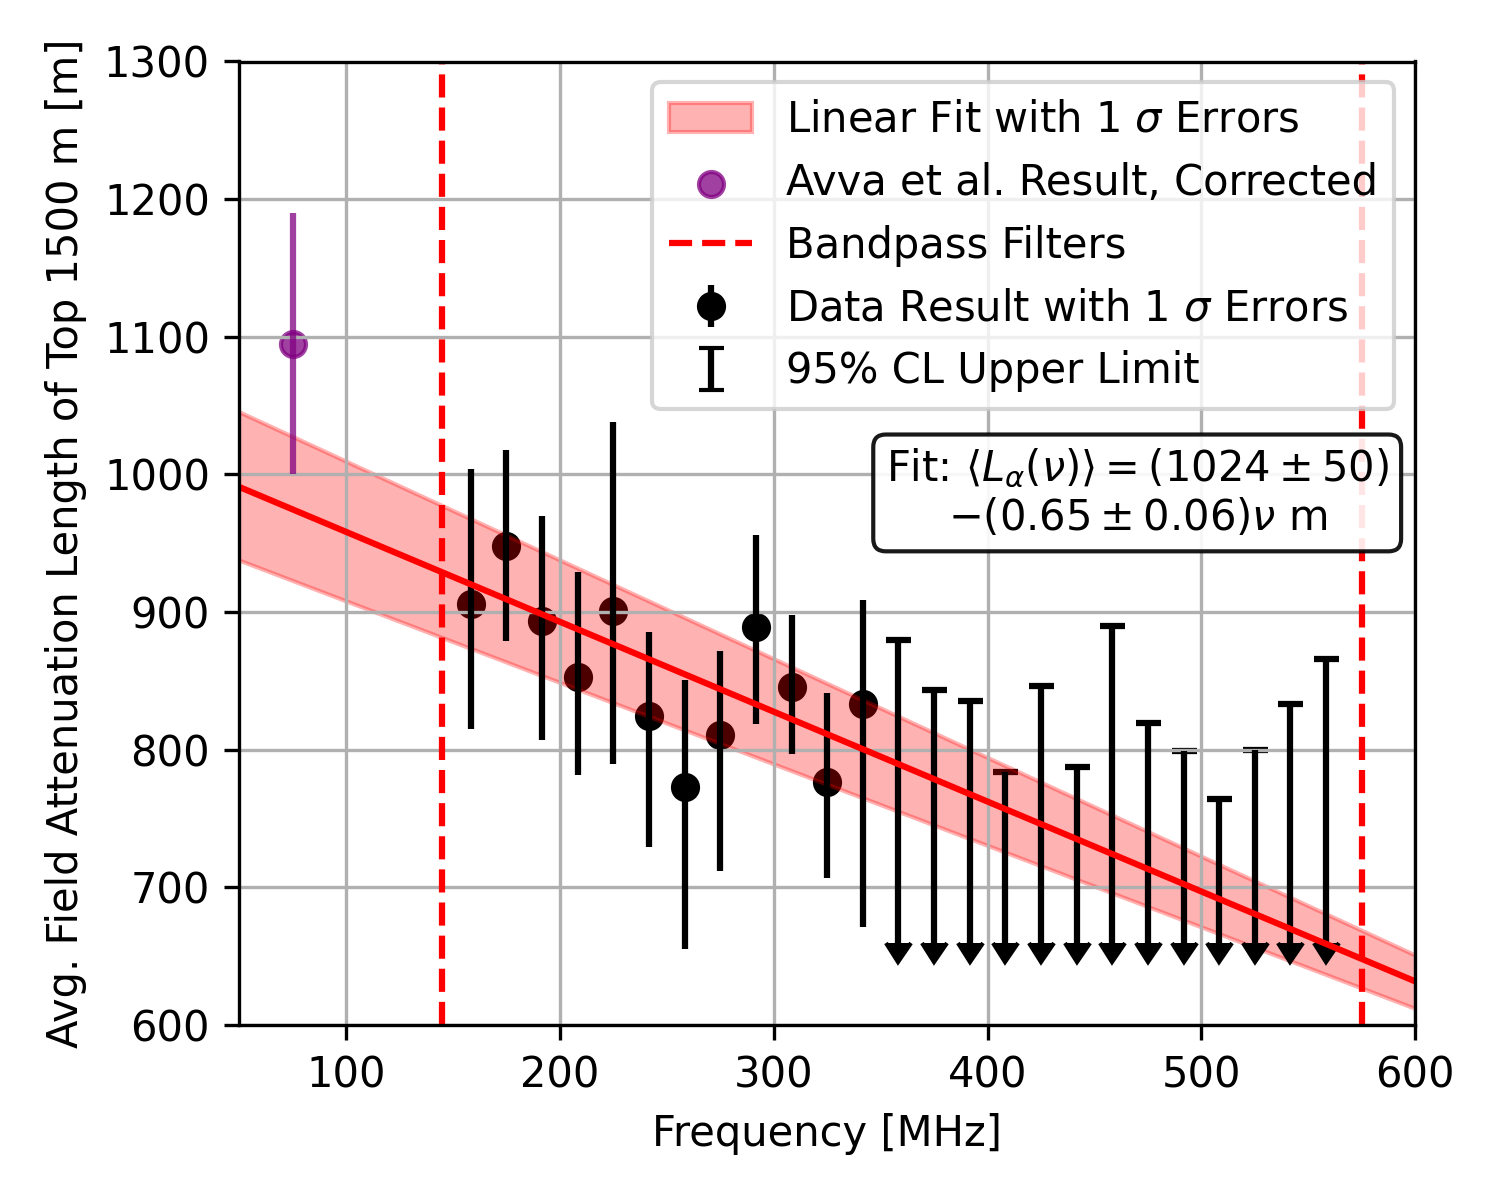 Avg. Field Attenuation Length of Top 1500 m [m]
1300
1200
1100
1000
900
800
700
600
Linear Fit with 1 σ Errors
Avva et al. Result, Corrected
Bandpass Filters
Data Result with 1 σ Errors
95% CL Upper Limit
Fit: ⟨Lα(ν)⟩ = (1024 ± 50)
−(0.65 ± 0.06)ν m
100 200 300 400 500 600
Frequency [MHz]